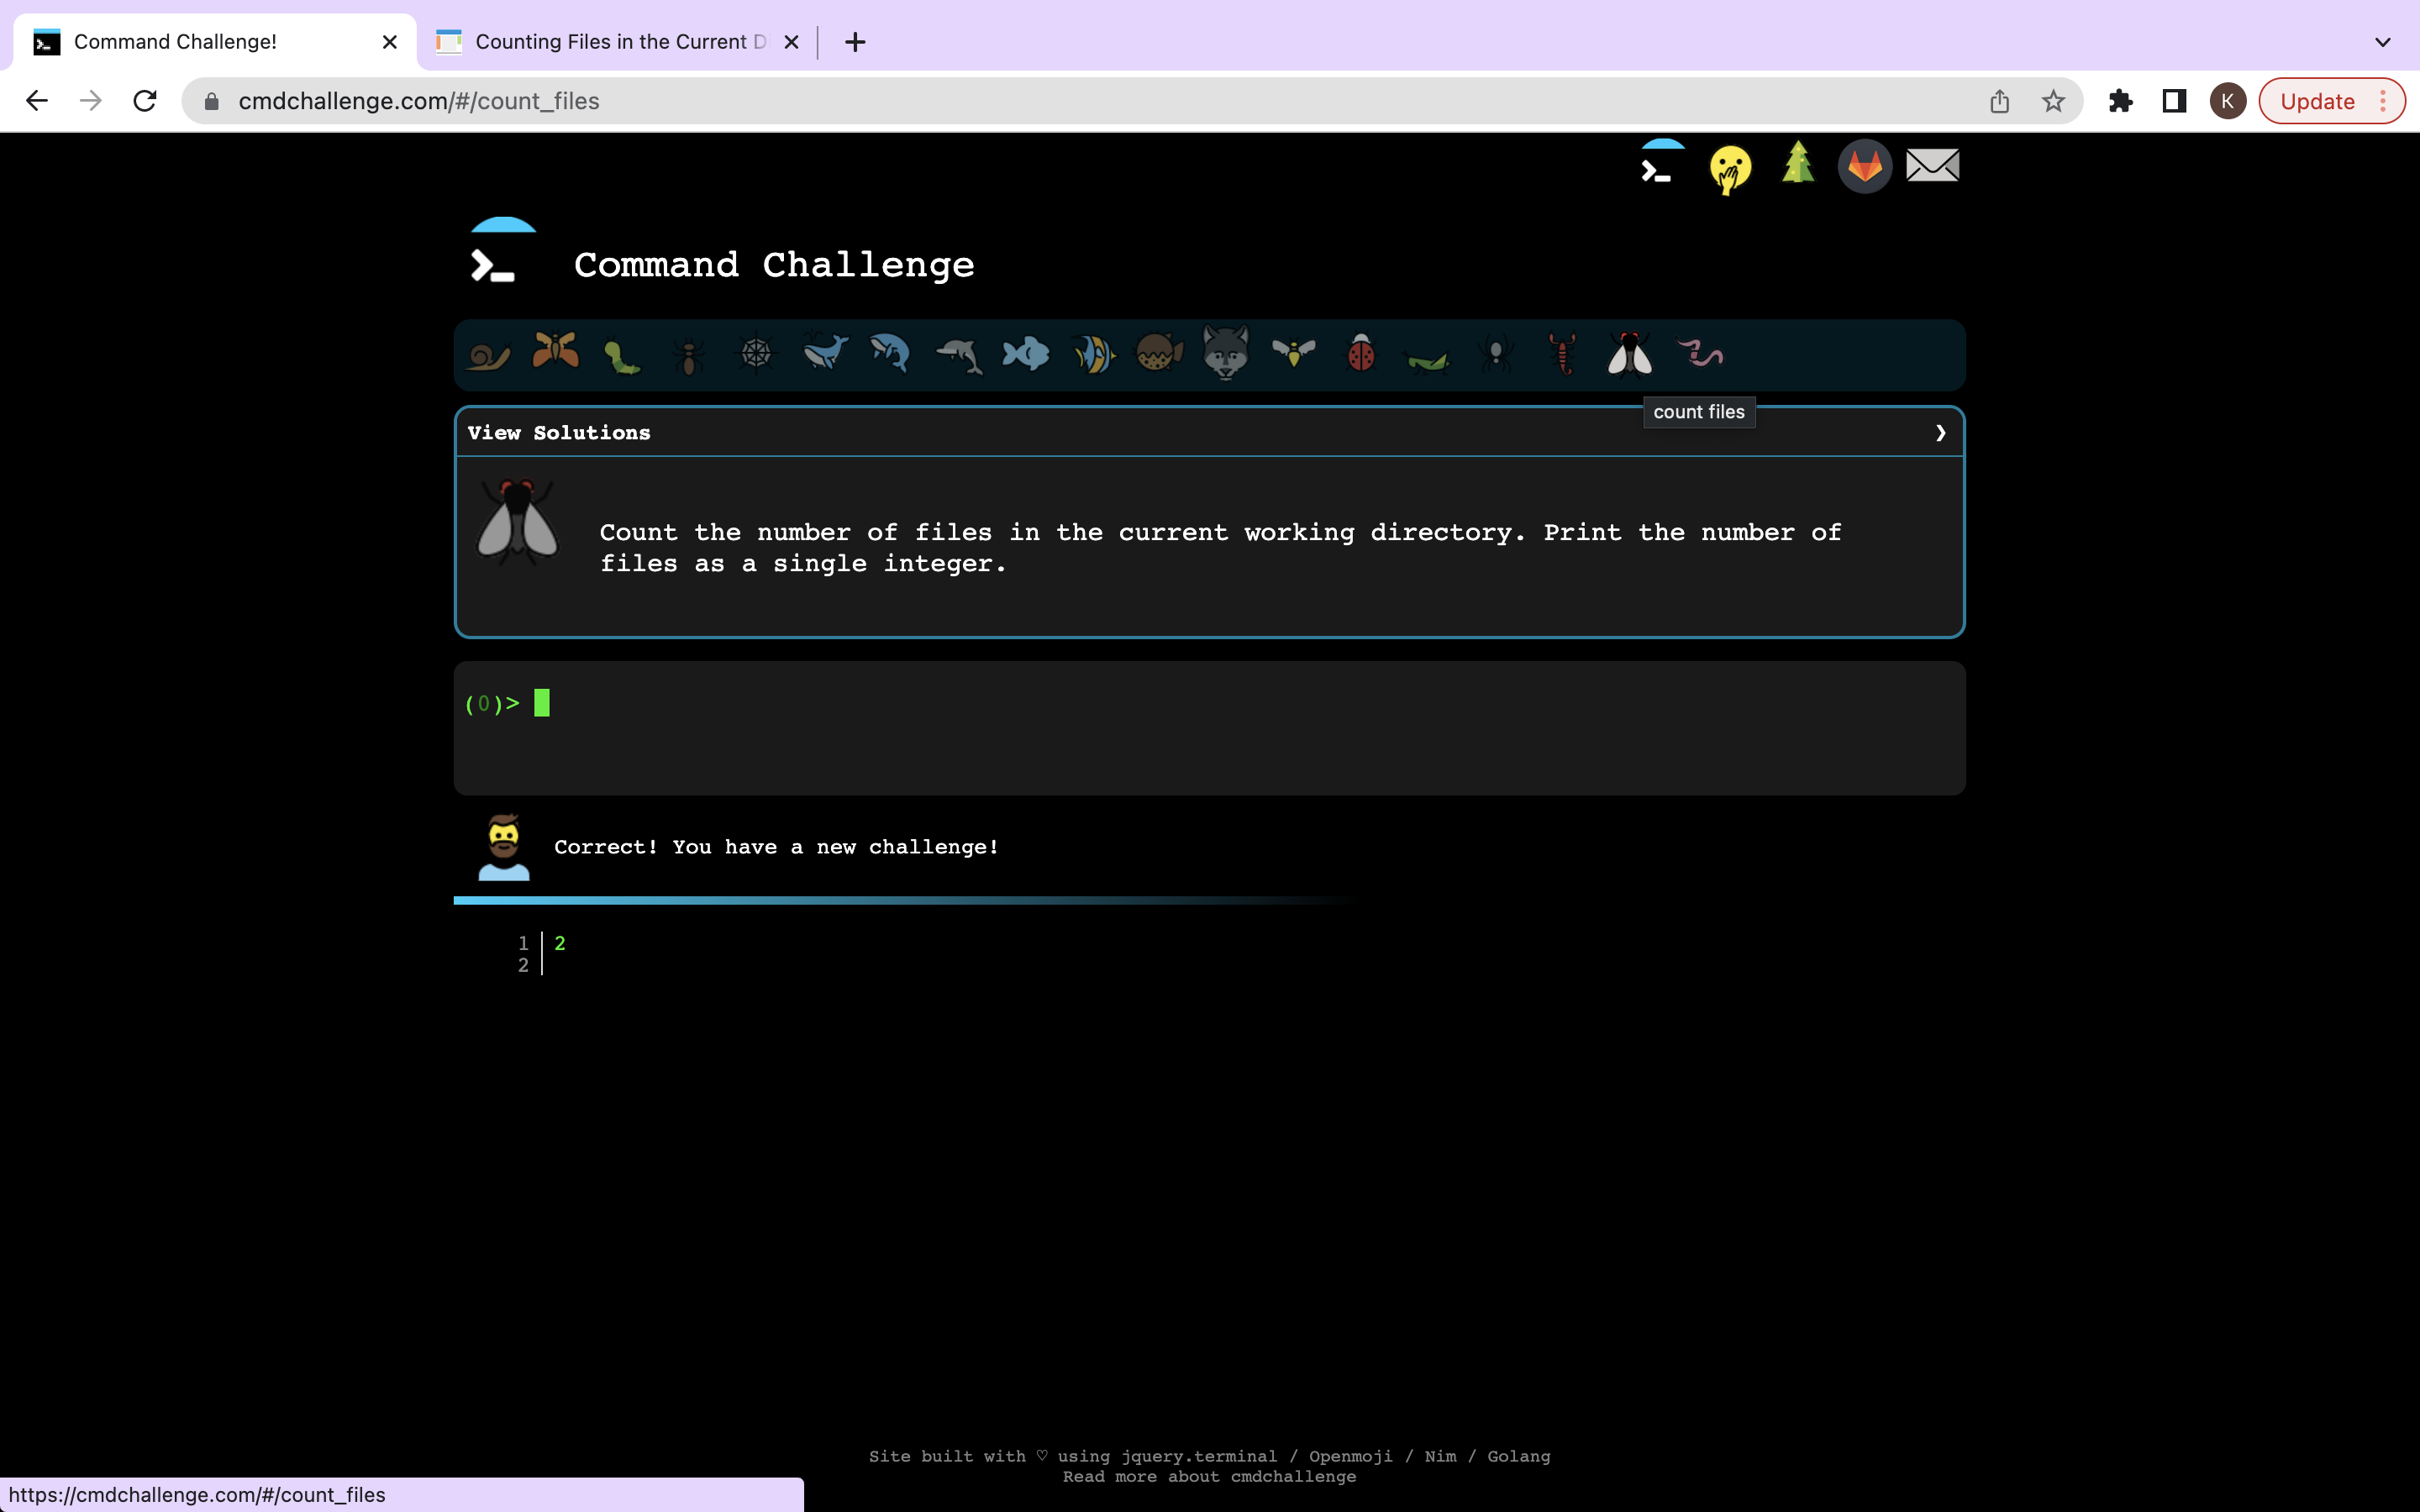 Command Challenge!
Counting Files in the Current D
cmdchallenge.com/#/count_files
K
Update
Command Challenge
count files
View Solutions
Count the number of files in the current working directory. Print the number of
files as a single integer.
(0)>
Correct! You have a new challenge!
1 2
2
Site built with ♡ using jquery.terminal / Openmoji / Nim / Golang
Read more about cmdchallenge
https://cmdchallenge.com/#/count_files